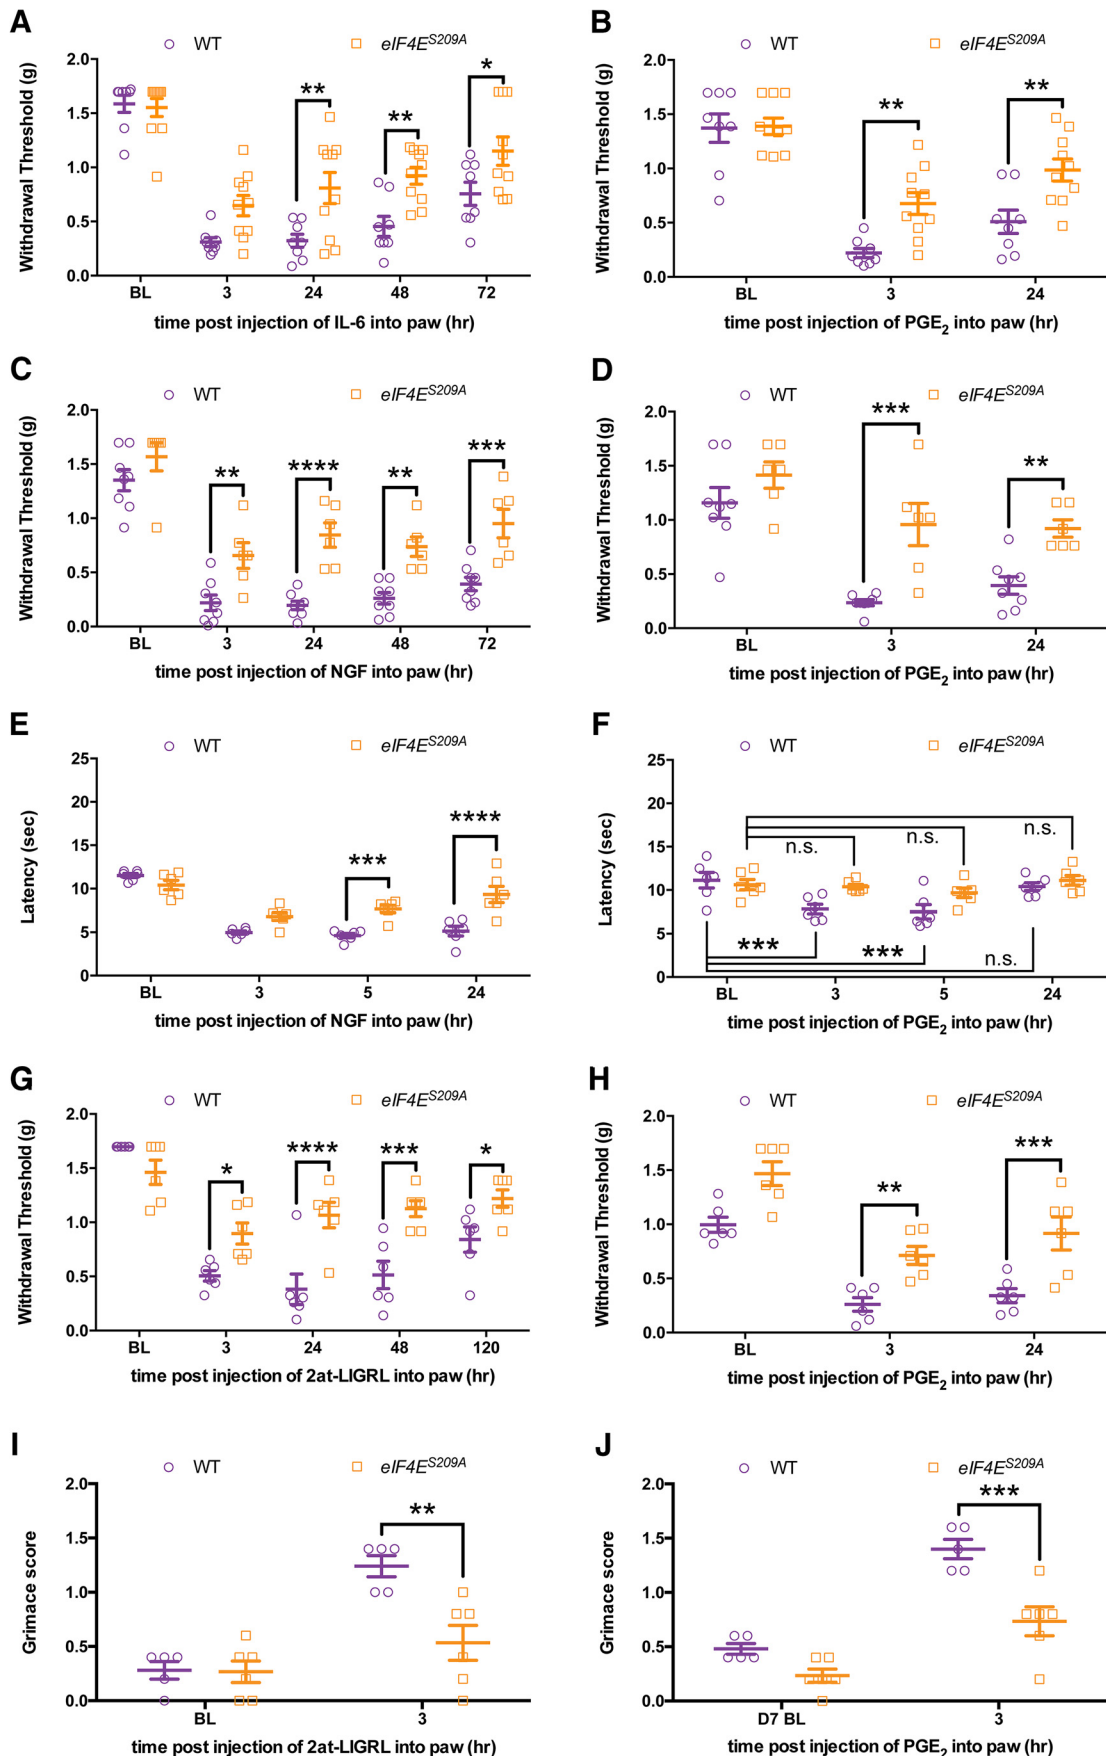 A
WT eIF4E^S209A
Withdrawal Threshold (g)
2.0
1.5
1.0
0.5
0.0
** ** *
BL 3 24 48 72
time post injection of IL-6 into paw (hr)
B
WT eIF4E^S209A
Withdrawal Threshold (g)
2.0
1.5
1.0
0.5
0.0
** **
BL 3 24
time post injection of PGE2 into paw (hr)
C
WT eIF4E^S209A
Withdrawal Threshold (g)
2.0
1.5
1.0
0.5
0.0
** **** ** ***
BL 3 24 48 72
time post injection of NGF into paw (hr)
D
WT eIF4E^S209A
Withdrawal Threshold (g)
2.0
1.5
1.0
0.5
0.0
*** **
BL 3 24
time post injection of PGE2 into paw (hr)
E
WT eIF4E^S209A
Latency (sec)
25
20
15
10
5
0
*** ****
BL 3 5 24
time post injection of NGF into paw (hr)
F
WT eIF4E^S209A
Latency (sec)
25
20
15
10
5
0
n.s. n.s. n.s.
*** *** n.s.
BL 3 5 24
time post injection of PGE2 into paw (hr)
G
WT eIF4E^S209A
Withdrawal Threshold (g)
2.0
1.5
1.0
0.5
0.0
* **** *** *
BL 3 24 48 120
time post injection of 2at-LIGRL into paw (hr)
H
WT eIF4E^S209A
Withdrawal Threshold (g)
2.0
1.5
1.0
0.5
0.0
** ***
BL 3 24
time post injection of PGE2 into paw (hr)
I
WT eIF4E^S209A
Grimace score
2.0
1.5
1.0
0.5
0.0
**
BL 3
time post injection of 2at-LIGRL into paw (hr)
J
WT eIF4E^S209A
Grimace score
2.0
1.5
1.0
0.5
0.0
***
D7 BL 3
time post injection of PGE2 into paw (hr)